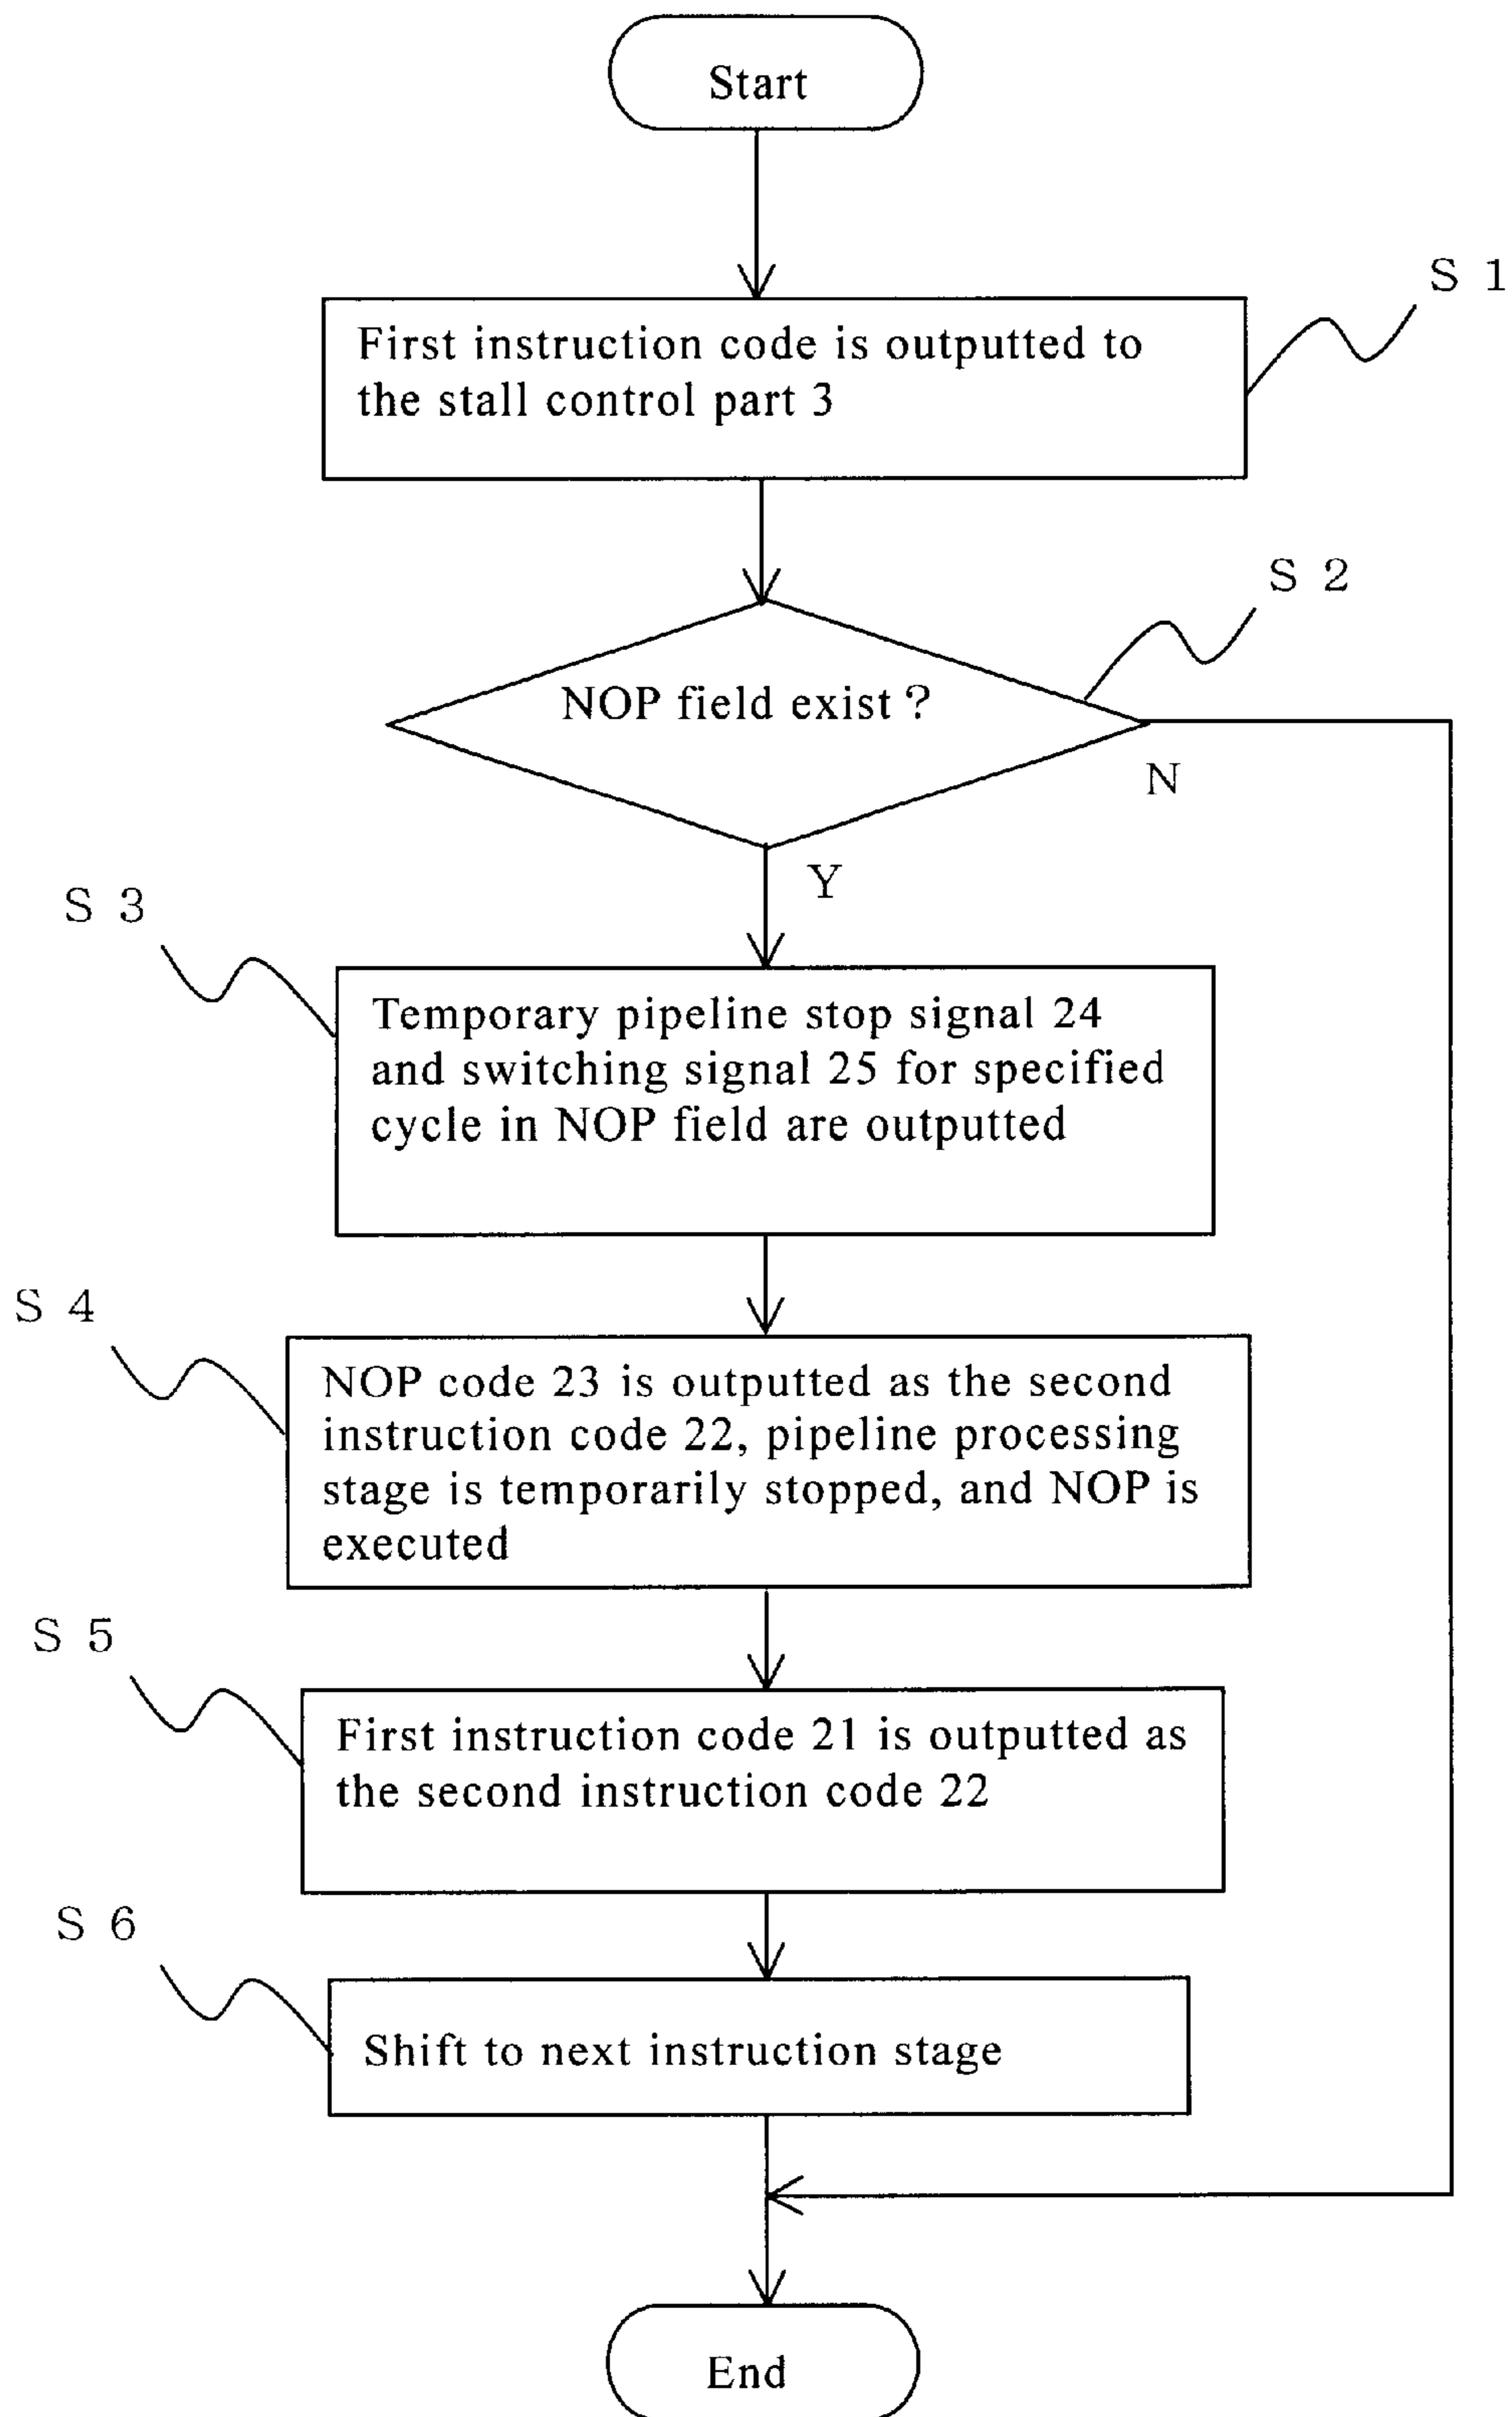 Start
S 1
First instruction code is outputted to
the stall control part 3
S 2
NOP field exist ?
N
Y
S 3
Temporary pipeline stop signal 24
and switching signal 25 for specified
cycle in NOP field are outputted
S 4
NOP code 23 is outputted as the second
instruction code 22, pipeline processing
stage is temporarily stopped, and NOP is
executed
S 5
First instruction code 21 is outputted as
the second instruction code 22
S 6
Shift to next instruction stage
End